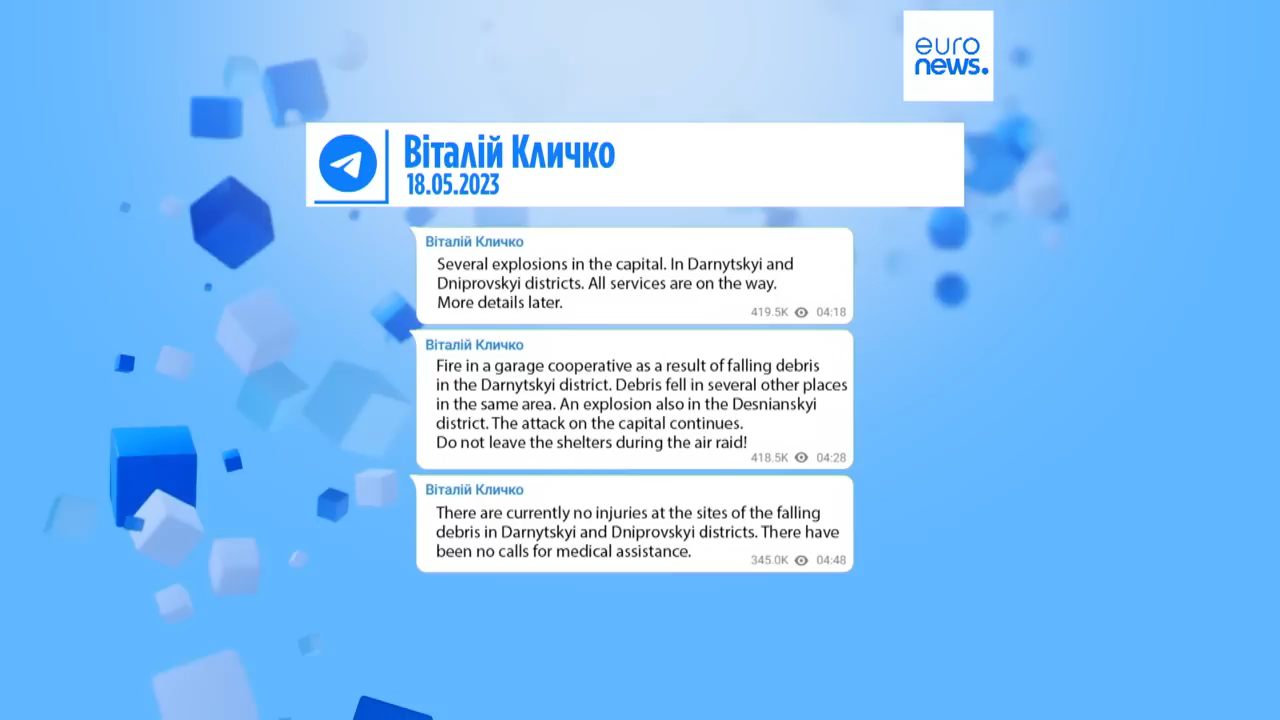 euro
news.
Віталій Кличко
18.05.2023
Віталій Кличко
Several explosions in the capital. In Darnytskyi and
Dniprovskyi districts. All services are on the way.
More details later.
419.5K 04:18
Віталій Кличко
Fire in a garage cooperative as a result of falling debris
in the Darnytskyi district. Debris fell in several other places
in the same area. An explosion also in the Desnianskyi
district. The attack on the capital continues.
Do not leave the shelters during the air raid!
418.5K 04:28
Віталій Кличко
There are currently no injuries at the sites of the falling
debris in Darnytskyi and Dniprovskyi districts. There have
been no calls for medical assistance.
345.0K 04:48